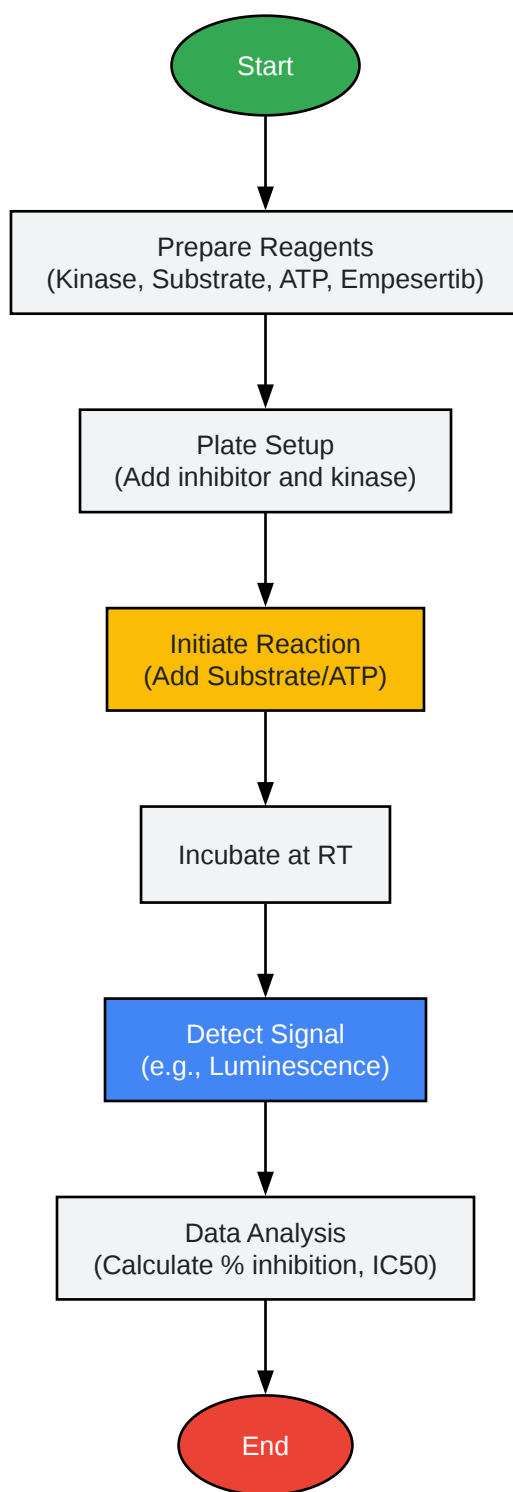 Start
Prepare Reagents
(Kinase, Substrate, ATP, Empesertib)
Plate Setup
(Add inhibitor and kinase)
Initiate Reaction
(Add Substrate/ATP)
Incubate at RT
Detect Signal
(e.g., Luminescence)
Data Analysis
(Calculate % inhibition, IC50)
End